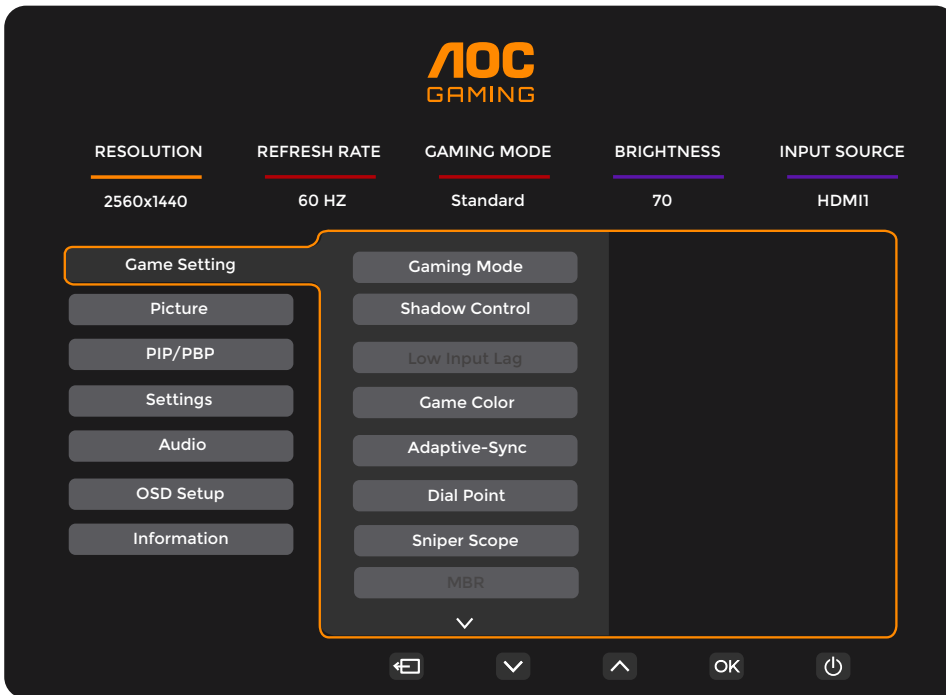 AOC
GAMING
RESOLUTION REFRESH RATE GAMING MODE BRIGHTNESS INPUT SOURCE
2560x1440 60 HZ Standard 70 HDMI1
Game Setting
Picture
PIP/PBP
Settings
Audio
OSD Setup
Information
Gaming Mode
Shadow Control
Low Input Lag
Game Color
Adaptive-Sync
Dial Point
Sniper Scope
MBR
OK